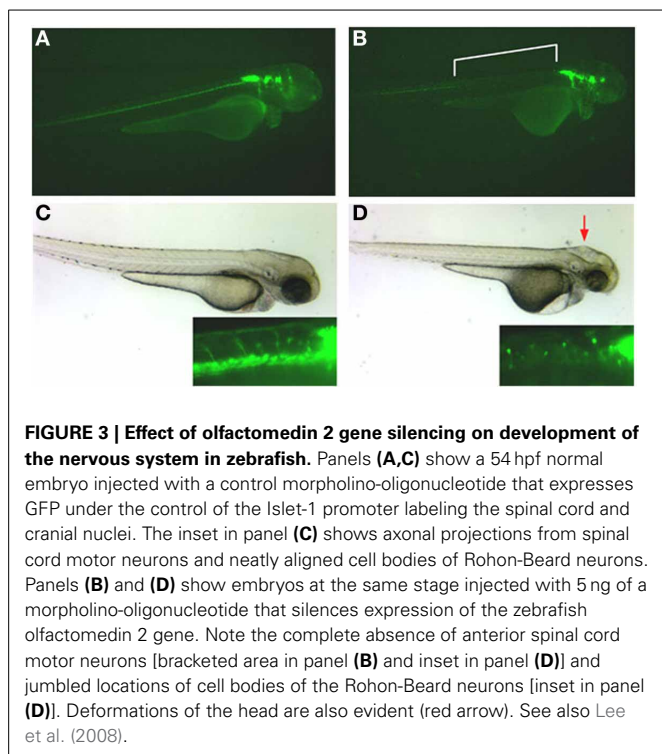 A
B
C
D
FIGURE 3 | Effect of olfactomedin 2 gene silencing on development of
the nervous system in zebrafish. Panels (A,C) show a 54 hpf normal
embryo injected with a control morpholino-oligonucleotide that expresses
GFP under the control of the Islet-1 promoter labeling the spinal cord and
cranial nuclei. The inset in panel (C) shows axonal projections from spinal
cord motor neurons and neatly aligned cell bodies of Rohon-Beard neurons.
Panels (B) and (D) show embryos at the same stage injected with 5 ng of a
morpholino-oligonucleotide that silences expression of the zebrafish
olfactomedin 2 gene. Note the complete absence of anterior spinal cord
motor neurons [bracketed area in panel (B) and inset in panel (D)] and
jumbled locations of cell bodies of the Rohon-Beard neurons [inset in panel
(D)]. Deformations of the head are also evident (red arrow). See also Lee
et al. (2008).